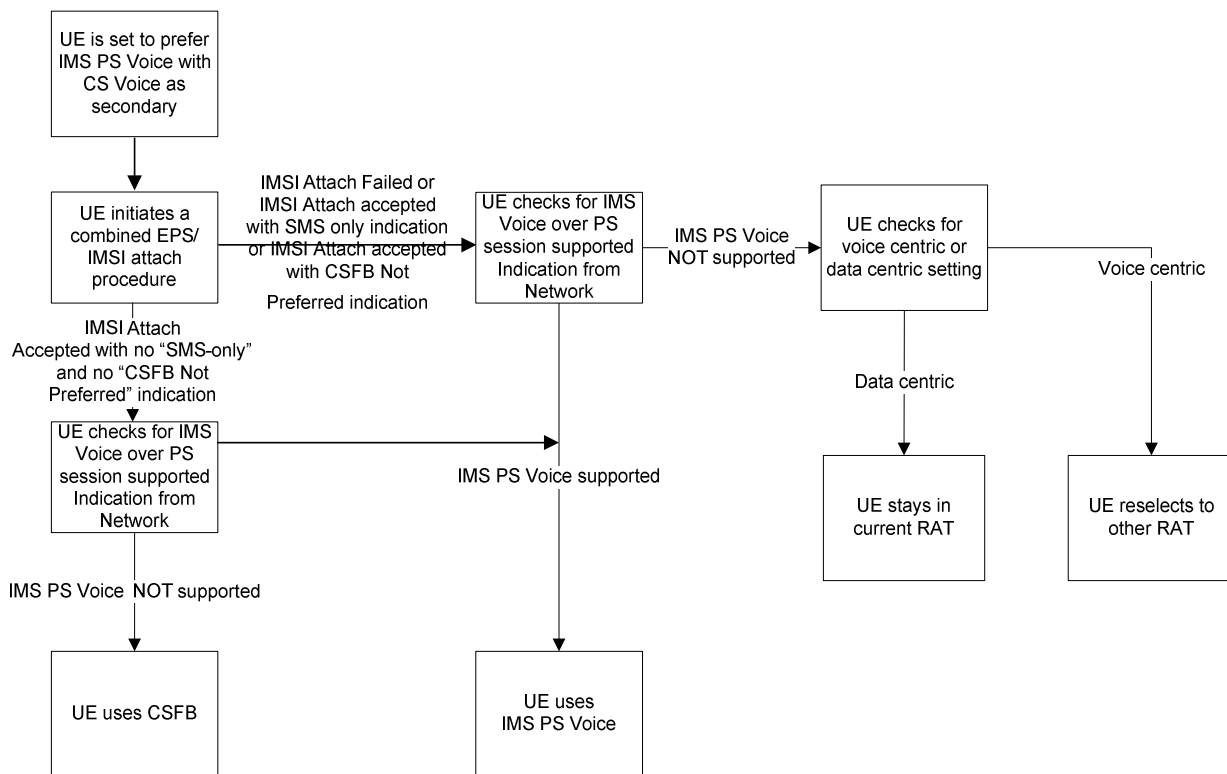 UE is set to prefer
IMS PS Voice with
CS Voice as
secondary
UE initiates a
combined EPS/
IMSI attach
procedure
IMSI Attach Failed or
IMSI Attach accepted
with SMS only indication
or IMSI Attach accepted
with CSFB Not
Preferred indication
UE checks for IMS
Voice over PS
session supported
Indication from
Network
IMS PS Voice
NOT supported
UE checks for
voice centric or
data centric setting
Voice centric
IMSI Attach
Accepted with no “SMS-only”
and no “CSFB Not
Preferred” indication
Data centric
UE checks for IMS
Voice over PS
session supported
Indication from
Network
IMS PS Voice supported
UE stays in
current RAT
UE reselects to
other RAT
IMS PS Voice NOT supported
UE uses CSFB
UE uses
IMS PS Voice